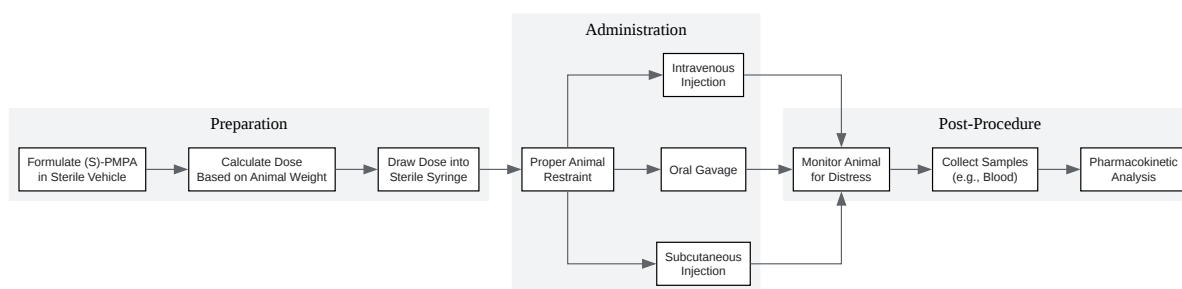 Preparation
Formulate (S)-PMPA
in Sterile Vehicle
Calculate Dose
Based on Animal Weight
Draw Dose into
Sterile Syringe
Administration
Proper Animal
Restraint
Intravenous
Injection
Oral Gavage
Subcutaneous
Injection
Post-Procedure
Monitor Animal
for Distress
Collect Samples
(e.g., Blood)
Pharmacokinetic
Analysis